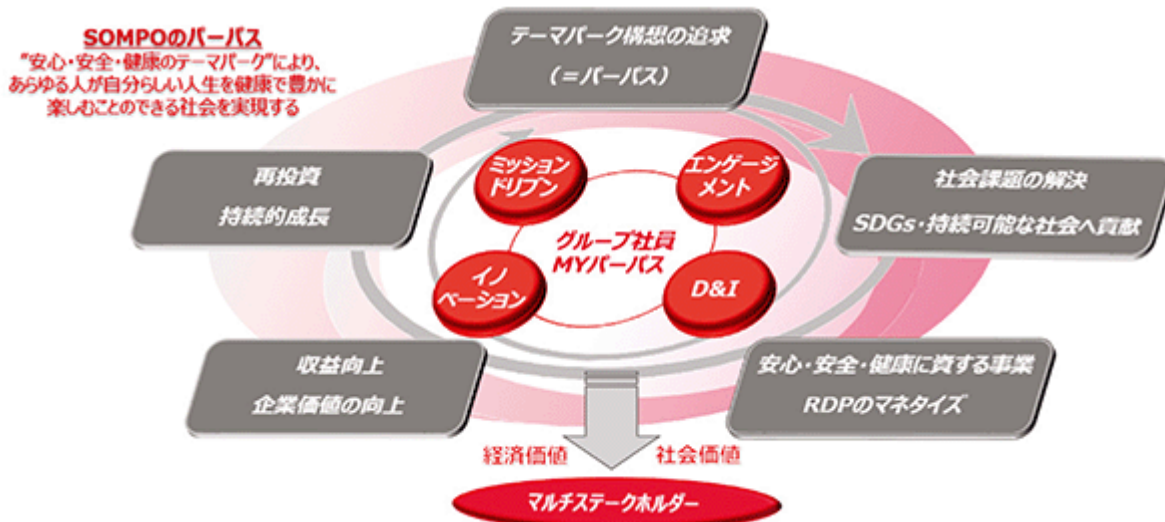 SOMPOのパーパス
"安心・安全・健康のテーマパーク"により、
あらゆる人が自分らしい人生を健康で豊かに
楽しむことのできる社会を実現する
テーマパーク構想の追求
(=パーパス)
再投資
持続的成長
ミッション
ドリブン
エンゲージ
メント
社会課題の解決
SDGs・持続可能な社会へ貢献
グループ社員
MYパーパス
イノ
ベーション
D&I
収益向上
企業価値の向上
安心・安全・健康に資する事業
RDPのマネタイズ
経済価値
社会価値
マルチステークホルダー